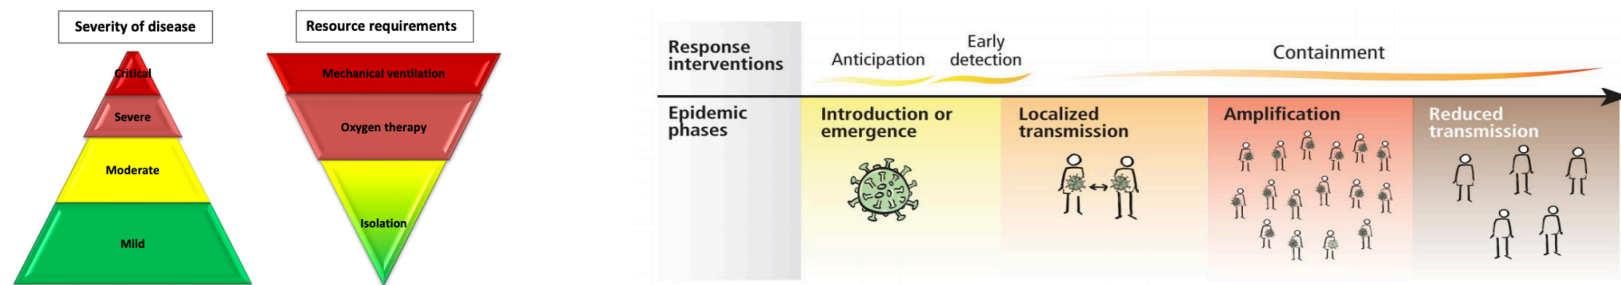 Severity of disease
Critical
Severe
Moderate
Mild
Resource requirements
Mechanical ventilation
Oxygen therapy
Isolation
Response
interventions
Anticipation
Early
detection
Containment
Epidemic
phases
Introduction or
emergence
Localized
transmission
Amplification
Reduced
transmission